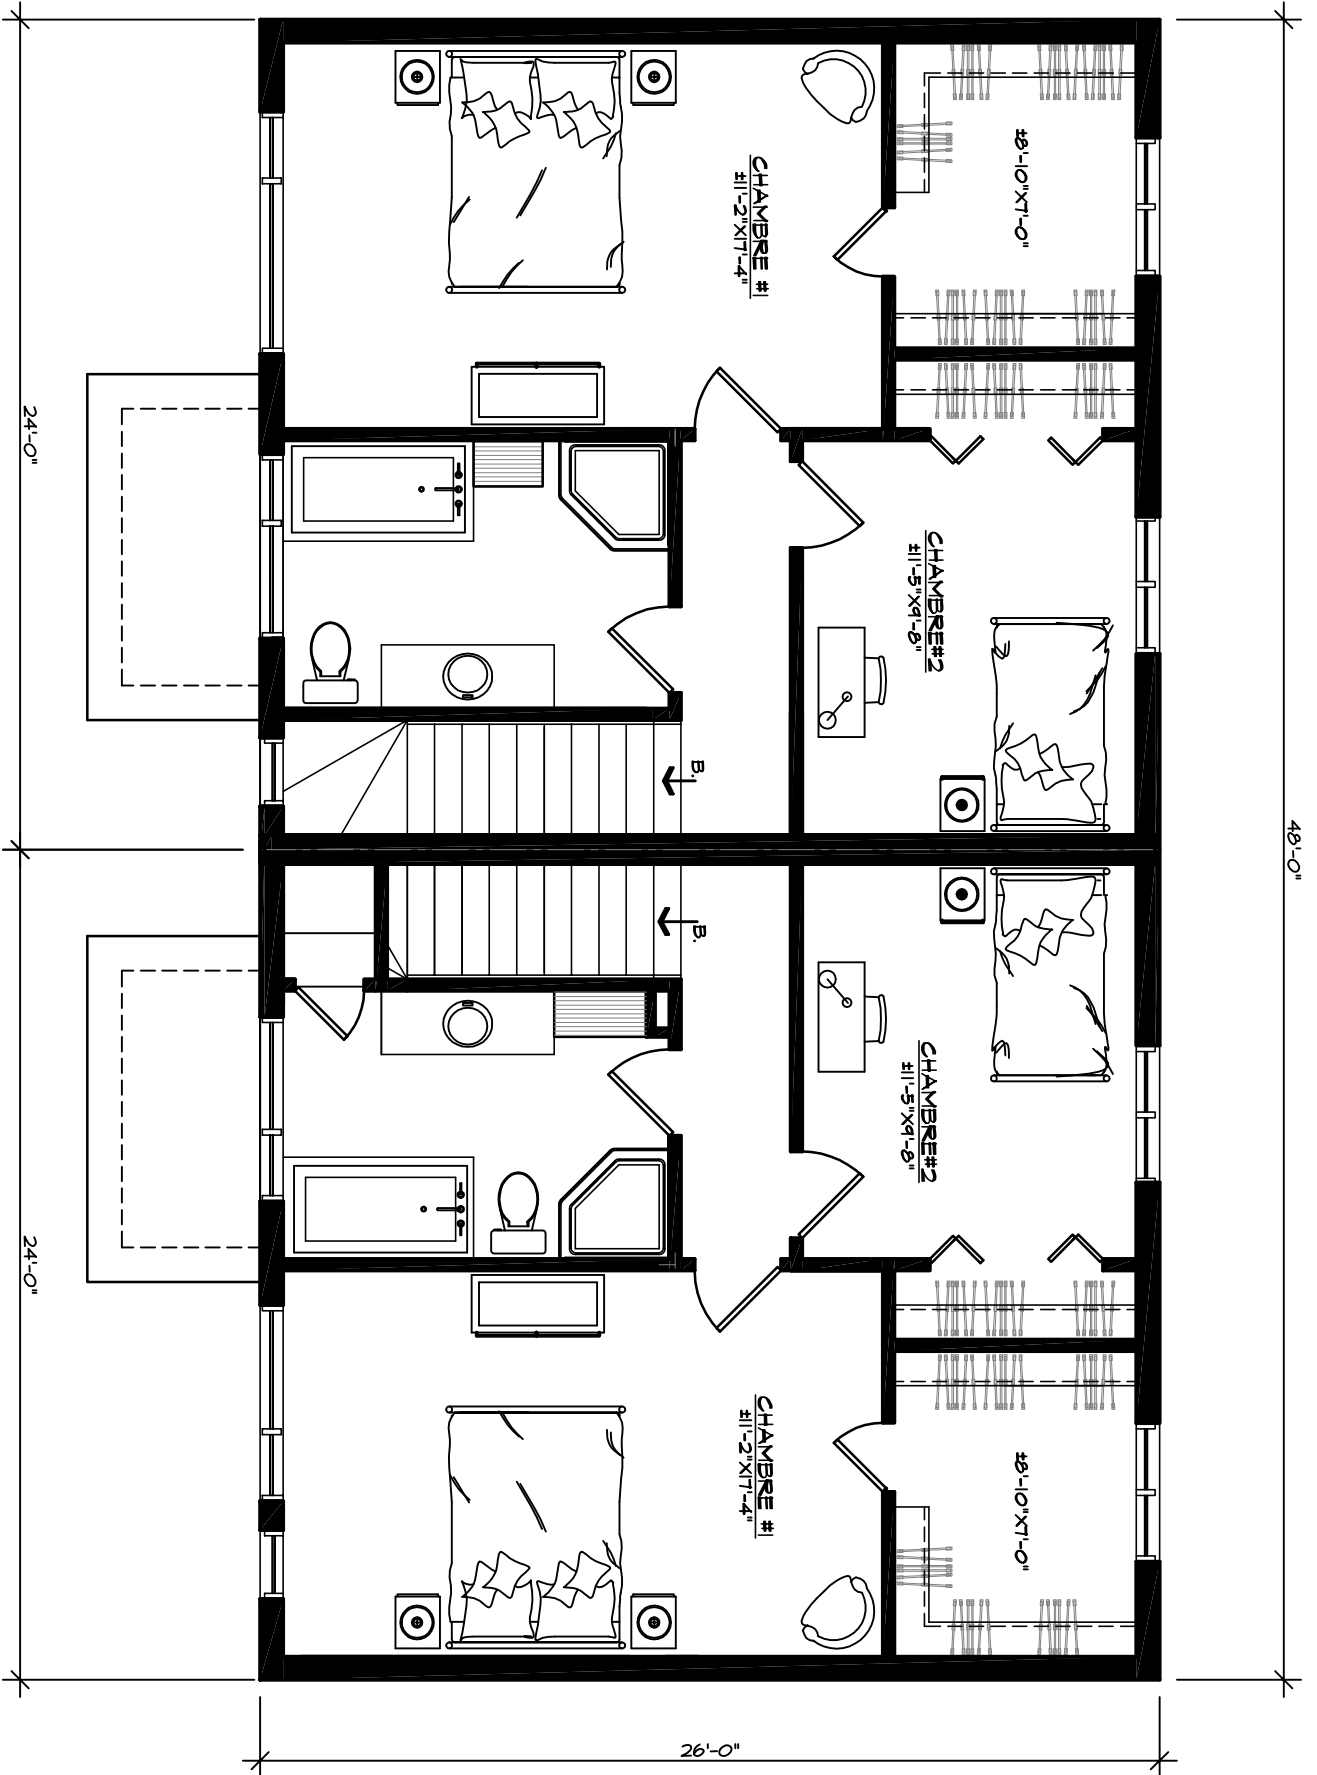 CHAMBRE #1
±11'-2"X17'-4"
±8'-10"X7'-0"
24'-0"
CHAMBRE#2
±11'-5"X9'-8"
B.
48'-0"
B.
CHAMBRE#2
±11'-5"X9'-8"
24'-0"
CHAMBRE #1
±11'-2"X17'-4"
±8'-10"X7'-0"
26'-0"